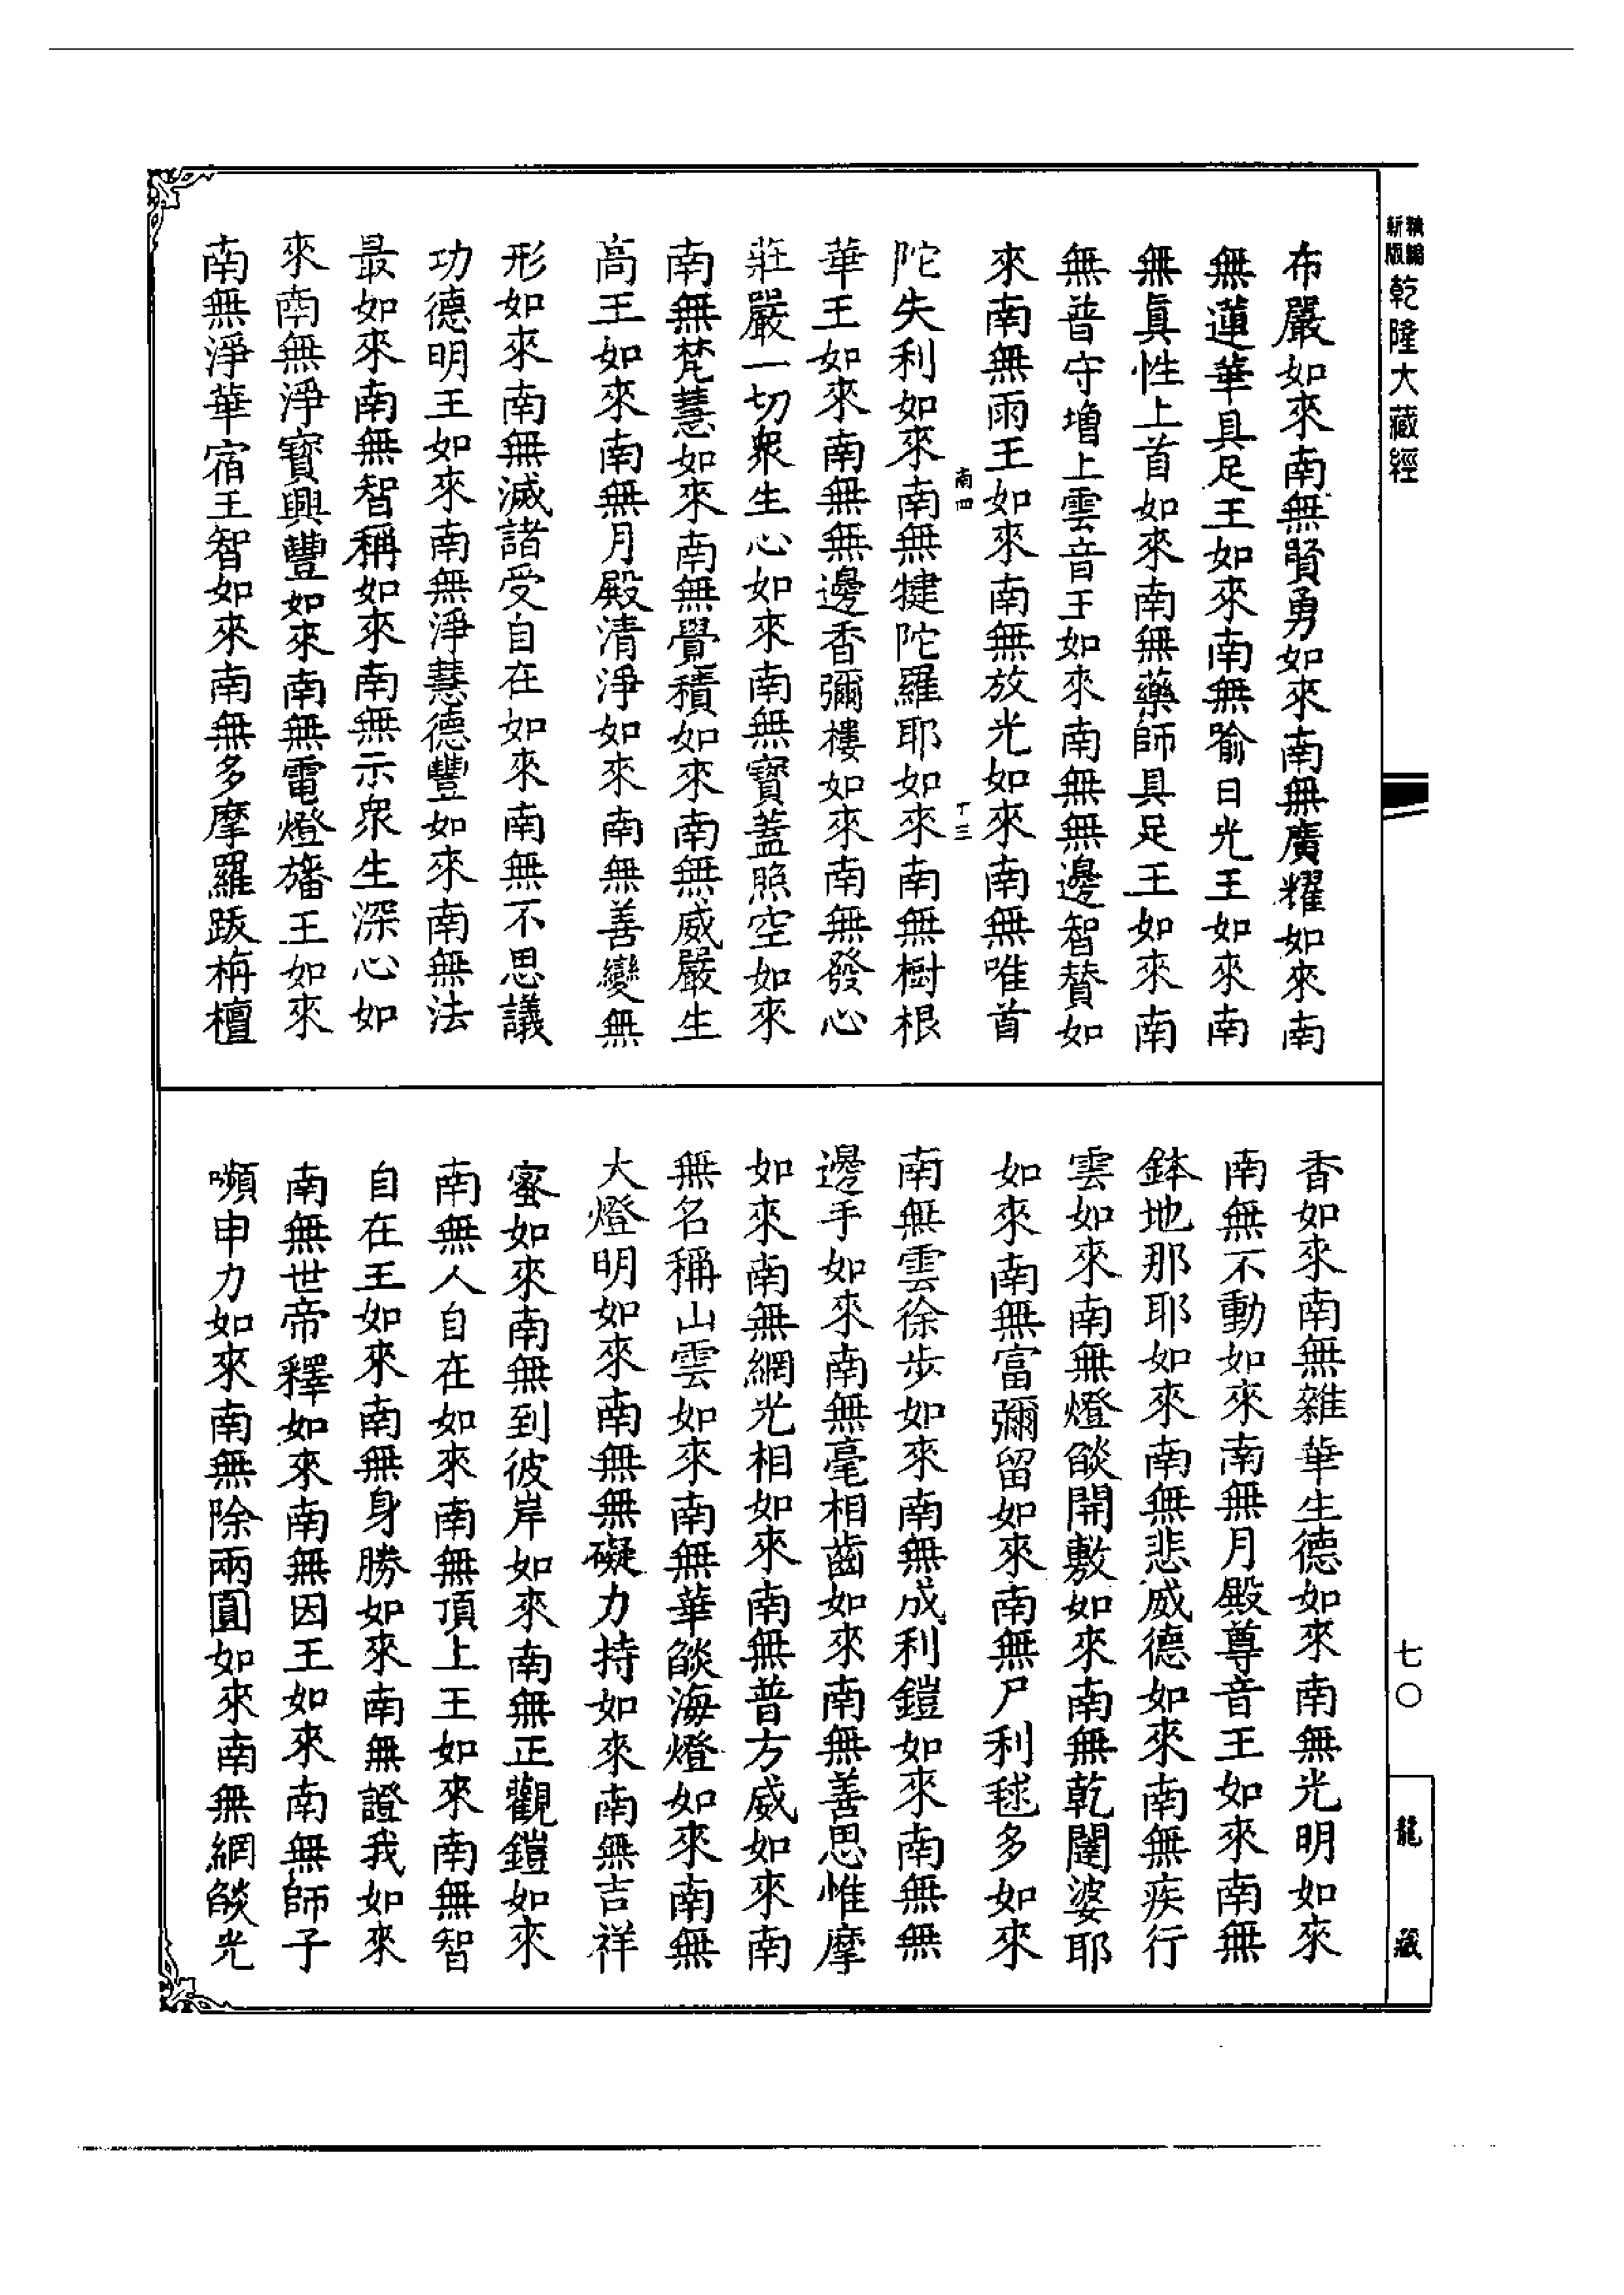 新版
精編
乾隆大藏經
七〇
龍藏
布嚴如來南無賢勇如來南無廣耀如來南
無蓮華具足王如來南無喻日光王如來南
無眞性上首如來南無藥師具足王如來南
無普守增上雲音王如來南無無邊智賛如
來南無雨王如來南無放光如來南無唯首
南四
十三
陀失利如來南無犍陀羅耶如來南無樹根
華王如來南無無邊香彌樓如來南無發心
莊嚴一切衆生心如來南無寶蓋照空如來
南無梵慧如來南無覺積如來南無威嚴生
高王如來南無月殿清淨如來南無善變無
形如來南無滅諸受自在如來南無不思議
功德明王如來南無淨慧德豐如來南無法
最如來南無智稱如來南無示衆生深心如
來南無淨寶興豐如來南無電燈旛王如來
南無淨華宿王智如來南無多摩羅䟦栴檀
香如來南無雜華生德如來南無光明如來
南無不動如來南無月殿尊音王如來南無
鉢地那耶如來南無悲威德如來南無疾行
雲如來南無燈燄開敷如來南無乾闥婆耶
如來南無富彌留如來南無尸利毬多如來
南無雲徐步如來南無成利鎧如來南無無
邊手如來南無毫相齒如來南無善思惟摩
如來南無網光相如來南無普方威如來南
無名稱山雲如來南無華燄海燈如來南無
大燈明如來南無無礙力持如來南無吉祥
蜜如來南無到彼岸如來南無正觀鎧如來
南無人自在如來南無頂上王如來南無智
自在王如來南無身勝如來南無證我如來
南無世帝釋如來南無因王如來南無師子
嚬申力如來南無除兩圓如來南無網燄光